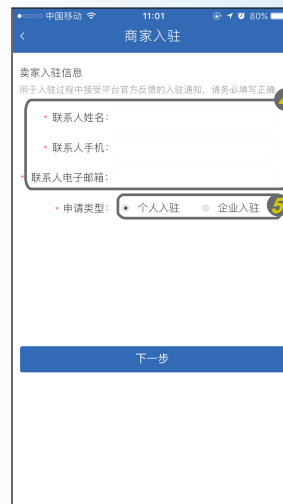 中国移动 11:01 80%
商家入驻
卖家入驻信息
用于入驻过程中接受平台官方反馈的入驻通知，请务必填写正确
* 联系人姓名：
* 联系人手机：
* 联系人电子邮箱：
* 申请类型： 个人入驻 企业入驻 5
下一步